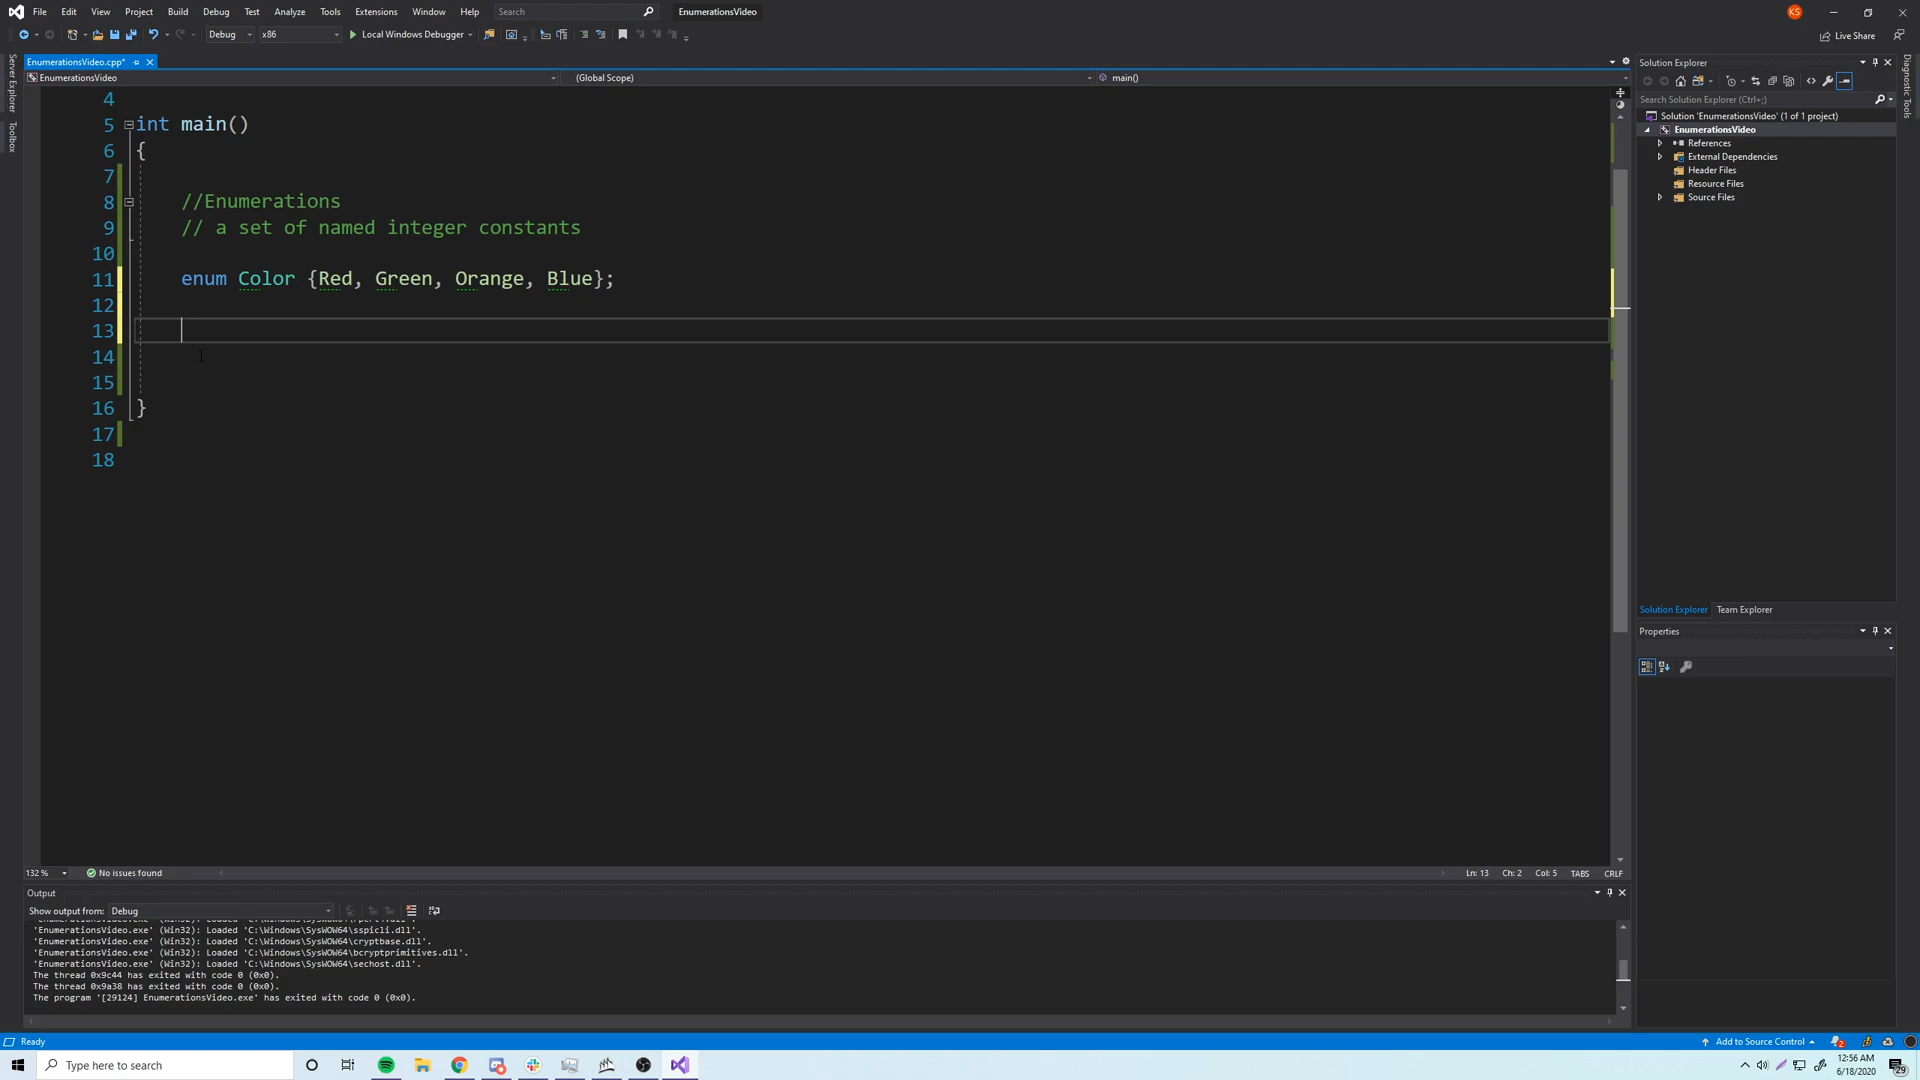 File Edit View Project Build Debug Test Analyze Tools Extensions Window Help Search EnumerationsVideo KS
Debug x86 Local Windows Debugger Live Share
EnumerationsVideo.cpp*
EnumerationsVideo (Global Scope) main()
Server Explorer
Toolbox
4
5 int main()
6 {
7
8 //Enumerations
9 // a set of named integer constants
10
11 enum Color {Red, Green, Orange, Blue};
12
13
14
15
16 }
17
18
Solution Explorer
Search Solution Explorer (Ctrl+;)
Solution 'EnumerationsVideo' (1 of 1 project)
EnumerationsVideo
References
External Dependencies
Header Files
Resource Files
Source Files
Solution Explorer Team Explorer
Properties
Diagnostic Tools
132 % No issues found Ln: 13 Ch: 2 Col: 5 TABS CRLF
Output
Show output from: Debug
'EnumerationsVideo.exe' (Win32): Loaded 'C:\Windows\SysWOW64\sspicli.dll'.
'EnumerationsVideo.exe' (Win32): Loaded 'C:\Windows\SysWOW64\cryptbase.dll'.
'EnumerationsVideo.exe' (Win32): Loaded 'C:\Windows\SysWOW64\bcryptprimitives.dll'.
'EnumerationsVideo.exe' (Win32): Loaded 'C:\Windows\SysWOW64\sechost.dll'.
The thread 0x9c44 has exited with code 0 (0x0).
The thread 0x9a38 has exited with code 0 (0x0).
The program '[29124] EnumerationsVideo.exe' has exited with code 0 (0x0).
Ready Add to Source Control 2
Type here to search
12:56 AM
6/18/2020
29